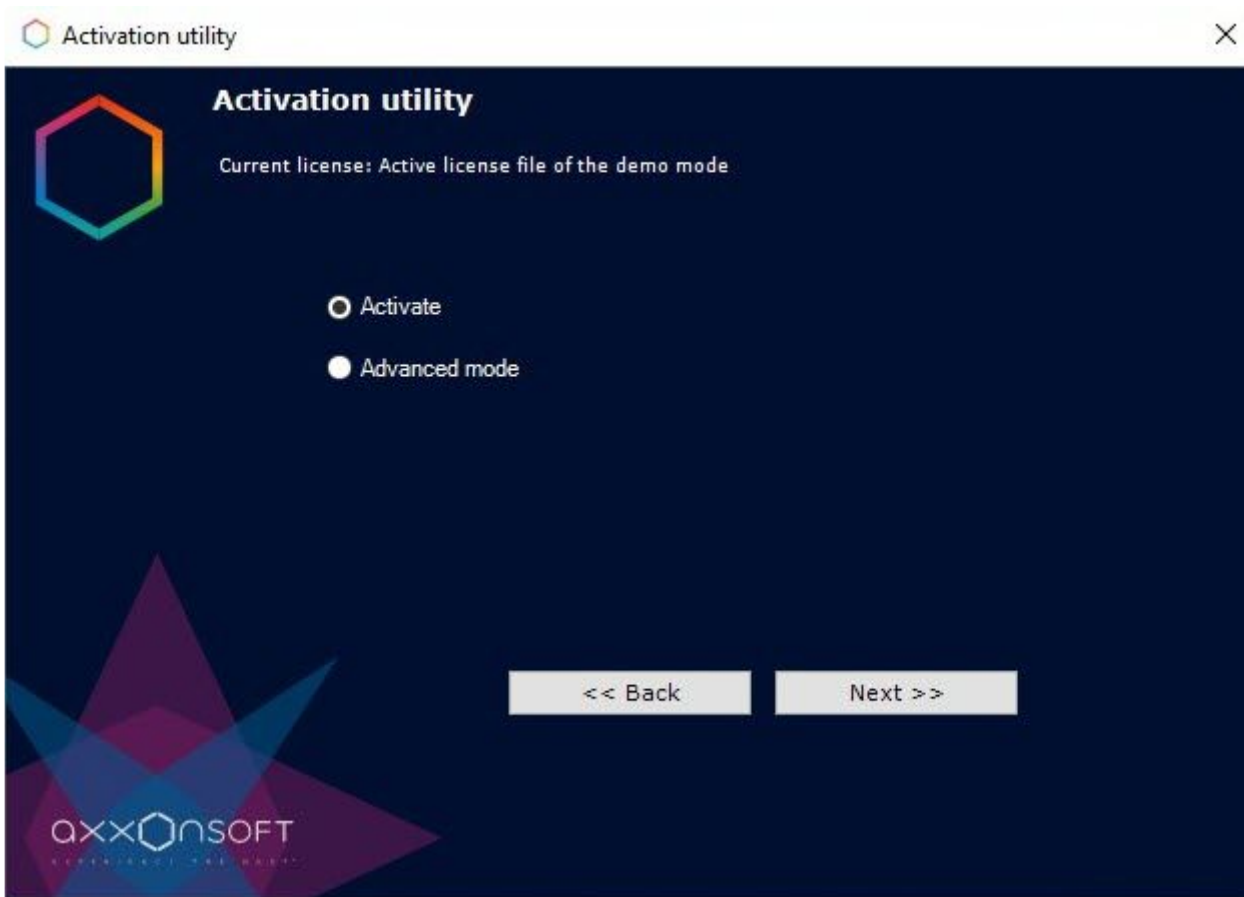 Activation utility
Activation utility
Current license: Active license file of the demo mode
Activate
Advanced mode
<< Back
Next >>
axxonsoft